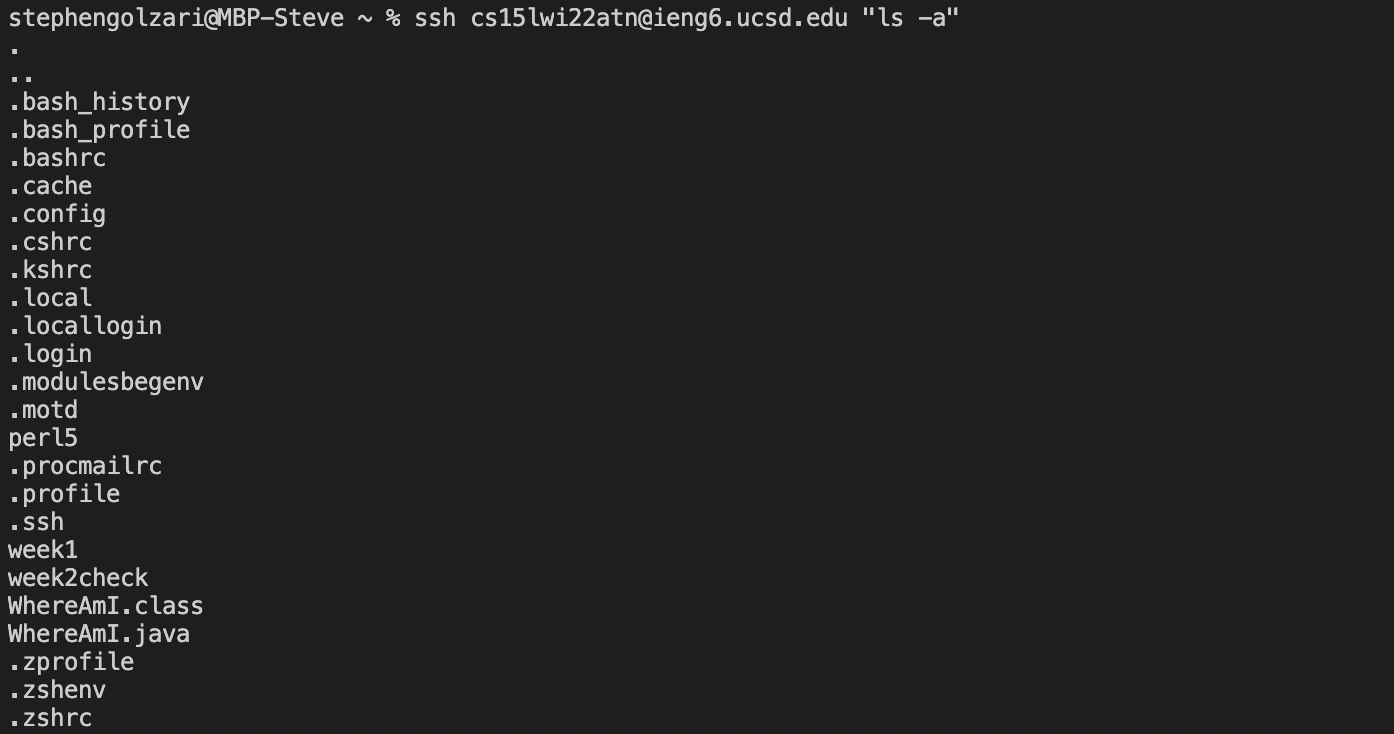 stephengolzari@MBP-Steve ~ % ssh cs15lwi22atn@ieng6.ucsd.edu "ls -a"
.
..
.bash_history
.bash_profile
.bashrc
.cache
.config
.cshrc
.kshrc
.local
.locallogin
.login
.modulesbegenv
.motd
perl5
.procmailrc
.profile
.ssh
week1
week2check
WhereAmI.class
WhereAmI.java
.zprofile
.zshenv
.zshrc